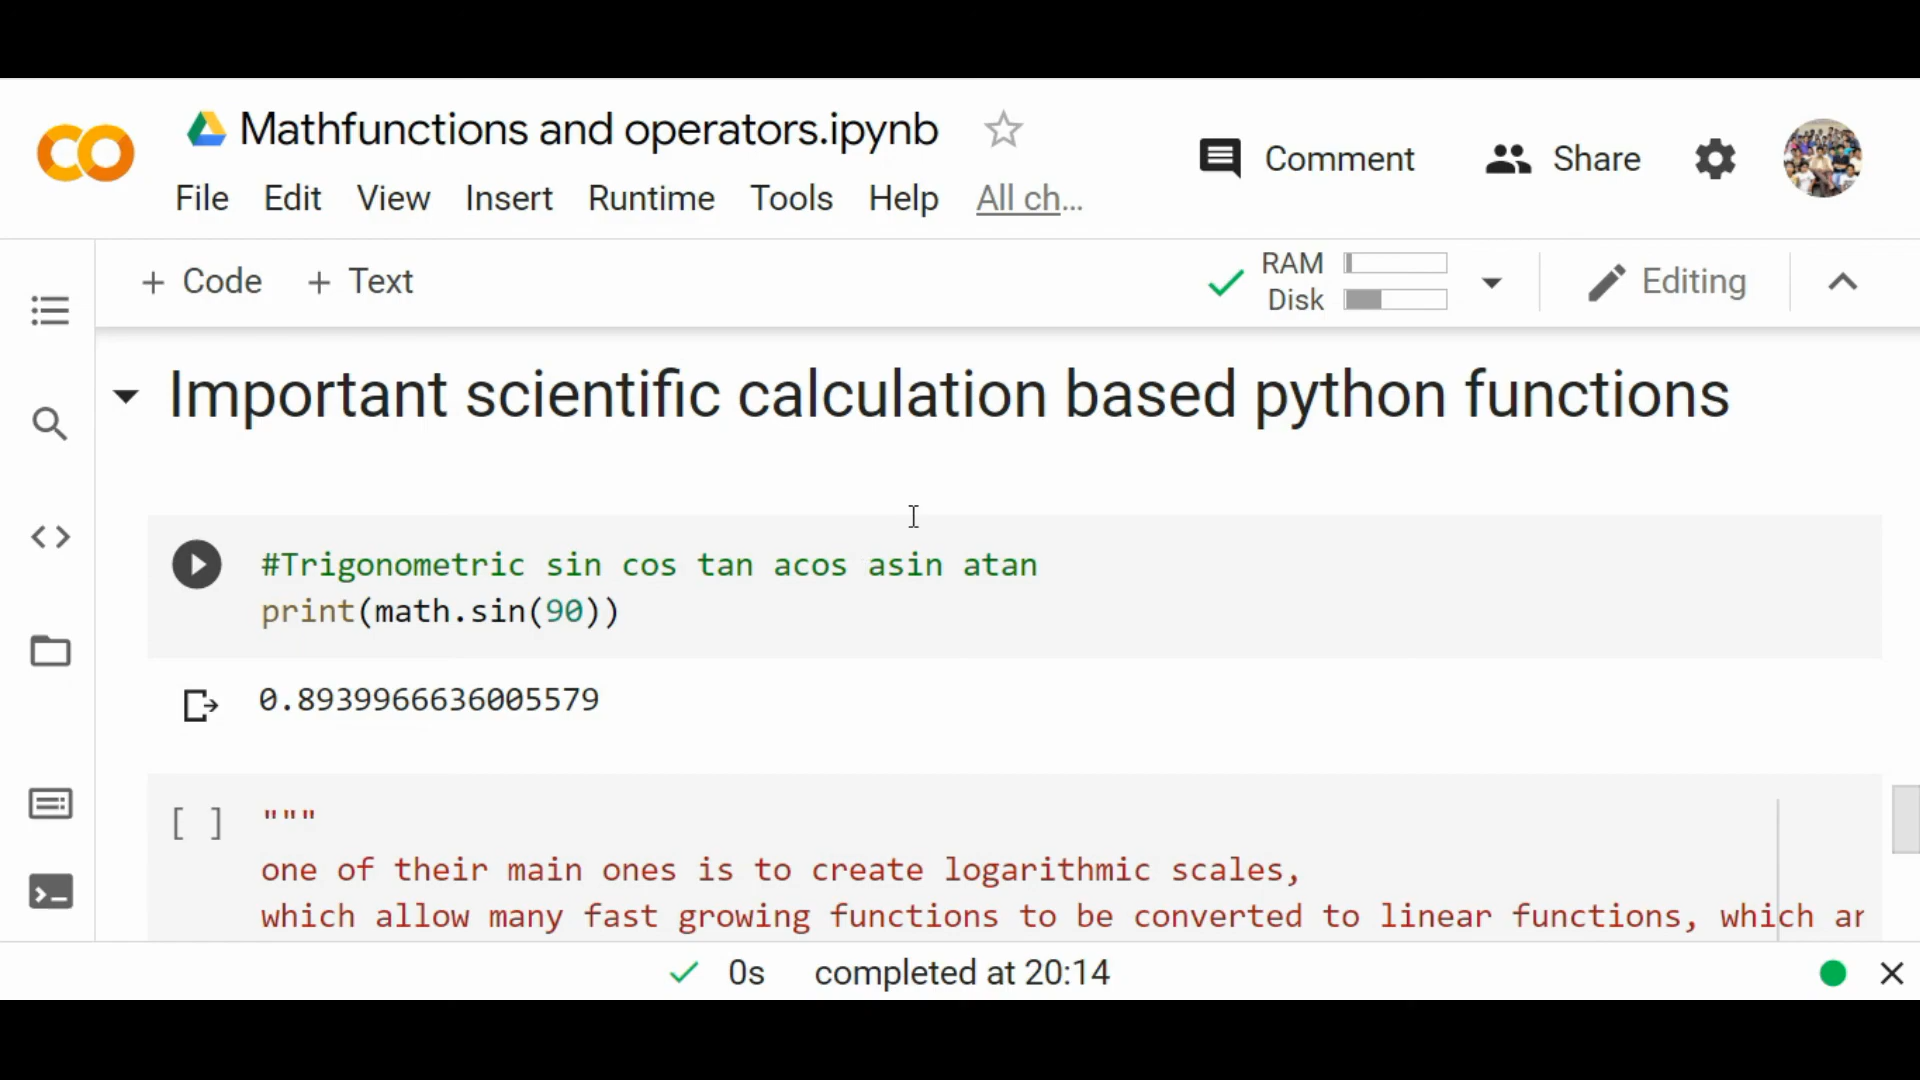 Mathfunctions and operators.ipynb
Comment
Share
File Edit View Insert Runtime Tools Help All ch...
+ Code + Text
RAM
Disk
Editing
Important scientific calculation based python functions
#Trigonometric sin cos tan acos asin atan
print(math.sin(90))
0.8939966636005579
[ ] """
one of their main ones is to create logarithmic scales,
which allow many fast growing functions to be converted to linear functions, which ar
0s completed at 20:14